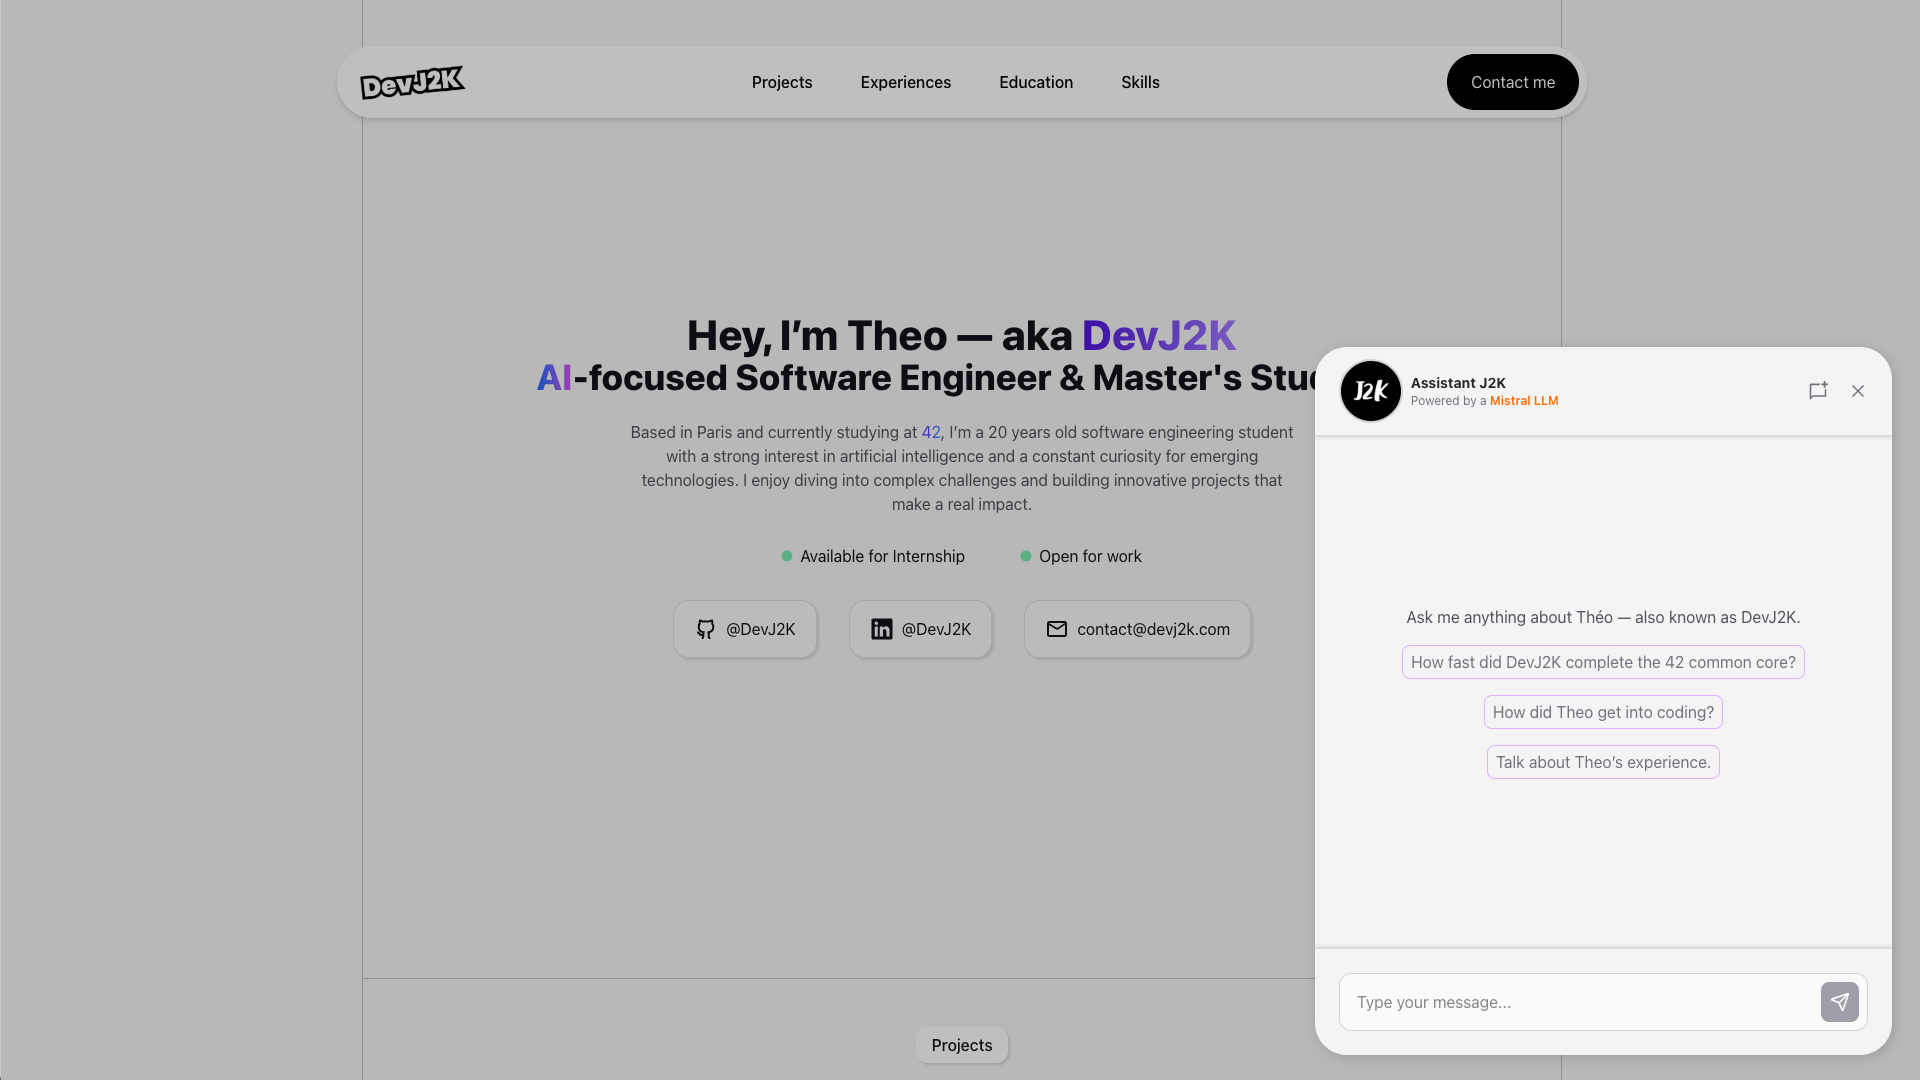 DevJ2K
Projects
Experiences
Education
Skills
Contact me
Hey, I’m Theo — aka DevJ2K
AI-focused Software Engineer & Master's Stu
Based in Paris and currently studying at 42, I’m a 20 years old software engineering student
with a strong interest in artificial intelligence and a constant curiosity for emerging
technologies. I enjoy diving into complex challenges and building innovative projects that
make a real impact.
Available for Internship
Open for work
@DevJ2K
@DevJ2K
contact@devj2k.com
Projects
J2K
Assistant J2K
Powered by a Mistral LLM
Ask me anything about Théo — also known as DevJ2K.
How fast did DevJ2K complete the 42 common core?
How did Theo get into coding?
Talk about Theo’s experience.
Type your message...